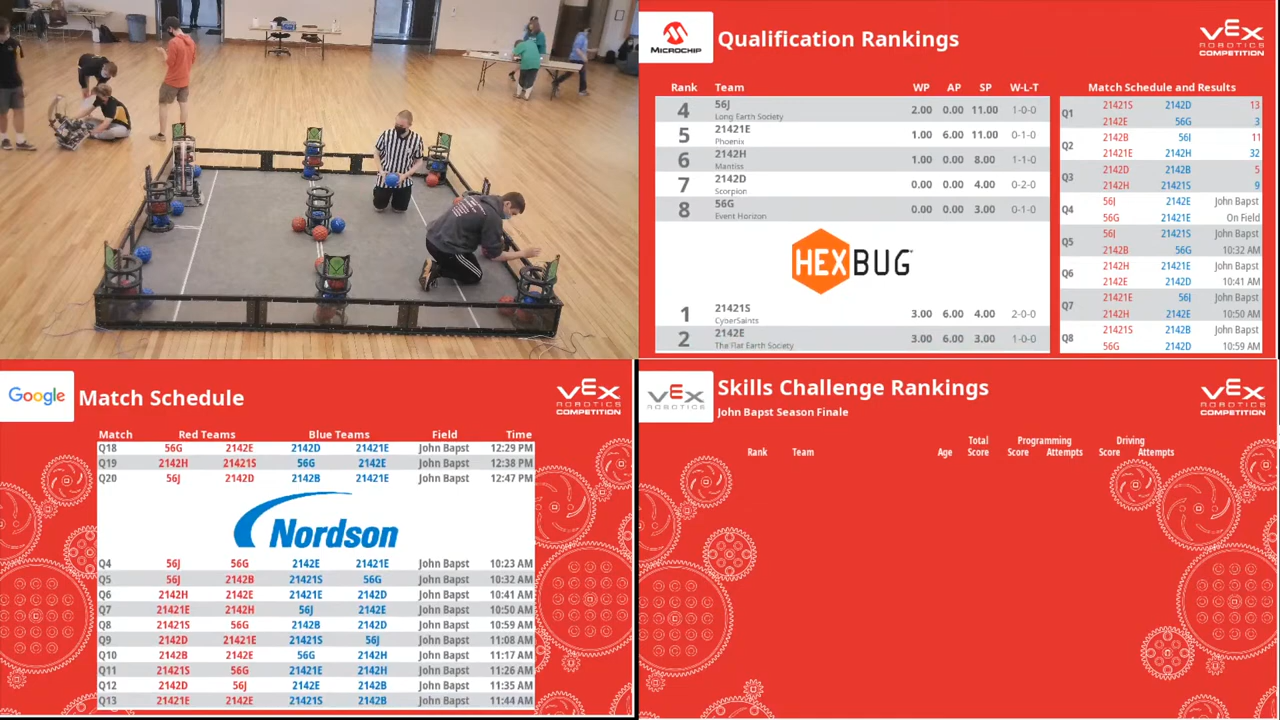 MICROCHIP
Qualification Rankings
VEX
ROBOTICS
COMPETITION
Rank Team WP AP SP W-L-T
4 56J 2.00 0.00 11.00 1-0-0
Long Earth Society
5 21421E 1.00 6.00 11.00 0-1-0
Phoenix
6 2142H 1.00 0.00 8.00 1-1-0
Mantiss
7 2142D 0.00 0.00 4.00 0-2-0
Scorpion
8 56G 0.00 0.00 3.00 0-1-0
Event Horizon
HEXBUG
1 21421S 3.00 6.00 4.00 2-0-0
CyberSaints
2 2142E 3.00 6.00 3.00 1-0-0
The Flat Earth Society
Match Schedule and Results
Q1 21421S 2142D 13
2142E 56G 3
Q2 2142B 56I 11
21421E 2142H 32
Q3 2142D 2142B 5
2142H 21421S 9
Q4 56J 2142E John Bapst
56G 21421E On Field
Q5 56J 21421S John Bapst
2142B 56G 10:32 AM
Q6 2142H 21421E John Bapst
2142E 2142D 10:41 AM
Q7 21421E 56J John Bapst
2142H 2142E 10:50 AM
Q8 21421S 2142B John Bapst
56G 2142D 10:59 AM
Google
Match Schedule
VEX
ROBOTICS
COMPETITION
Match Red Teams Blue Teams Field Time
Q18 56G 2142E 2142D 21421E John Bapst 12:29 PM
Q19 2142H 21421S 56G 2142E John Bapst 12:38 PM
Q20 56J 2142D 2142B 21421E John Bapst 12:47 PM
Nordson
Q4 56J 56G 2142E 21421E John Bapst 10:23 AM
Q5 56J 2142B 21421S 56G John Bapst 10:32 AM
Q6 2142H 2142E 21421E 2142D John Bapst 10:41 AM
Q7 21421E 2142H 56J 2142E John Bapst 10:50 AM
Q8 21421S 56G 2142B 2142D John Bapst 10:59 AM
Q9 2142D 21421E 21421S 56J John Bapst 11:08 AM
Q10 2142B 2142E 56G 2142H John Bapst 11:17 AM
Q11 21421S 56G 21421E 2142H John Bapst 11:26 AM
Q12 2142D 56J 2142E 2142B John Bapst 11:35 AM
Q13 21421E 2142E 21421S 2142B John Bapst 11:44 AM
VEX
ROBOTICS
Skills Challenge Rankings
John Bapst Season Finale
VEX
ROBOTICS
COMPETITION
Total Programming Driving
Rank Team Age Score Score Attempts Score Attempts